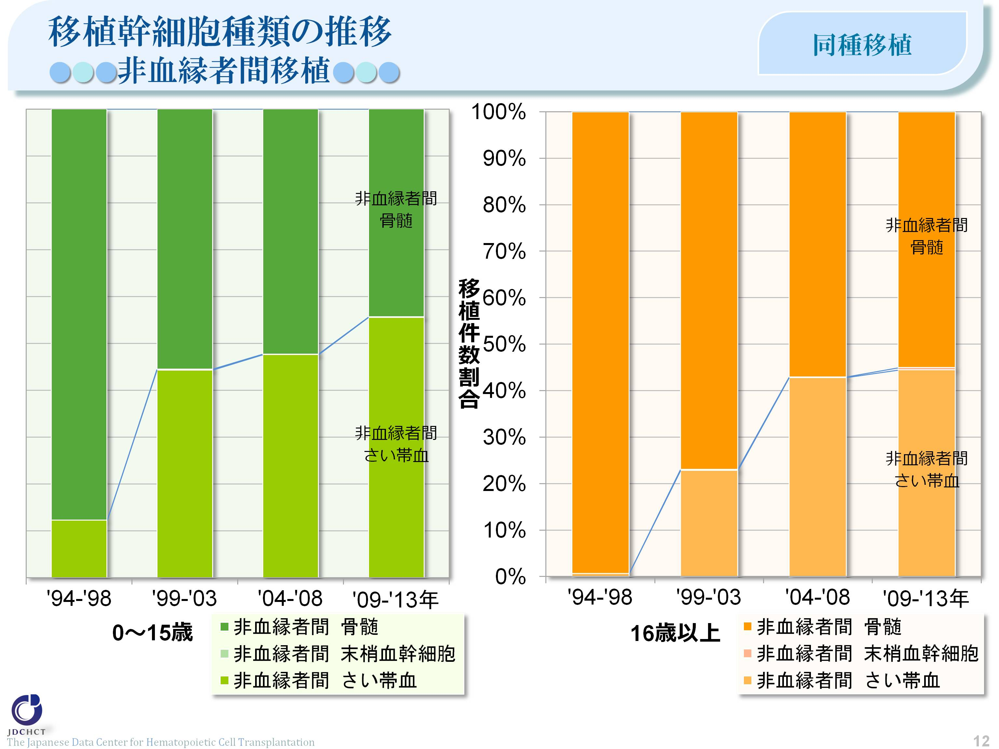 移植幹細胞種類の推移
非血縁者間移植
同種移植
非血縁者間
骨髄
非血縁者間
さい帯血
'94-'98
'99-'03
'04-'08
'09-'13年
0～15歳
非血縁者間 骨髄
非血縁者間 末梢血幹細胞
非血縁者間 さい帯血
移植件数割合
100%
90%
80%
70%
60%
50%
40%
30%
20%
10%
0%
非血縁者間
骨髄
非血縁者間
さい帯血
'94-'98
'99-'03
'04-'08
'09-'13年
16歳以上
非血縁者間 骨髄
非血縁者間 末梢血幹細胞
非血縁者間 さい帯血
JDCHCT
The Japanese Data Center for Hematopoietic Cell Transplantation
12